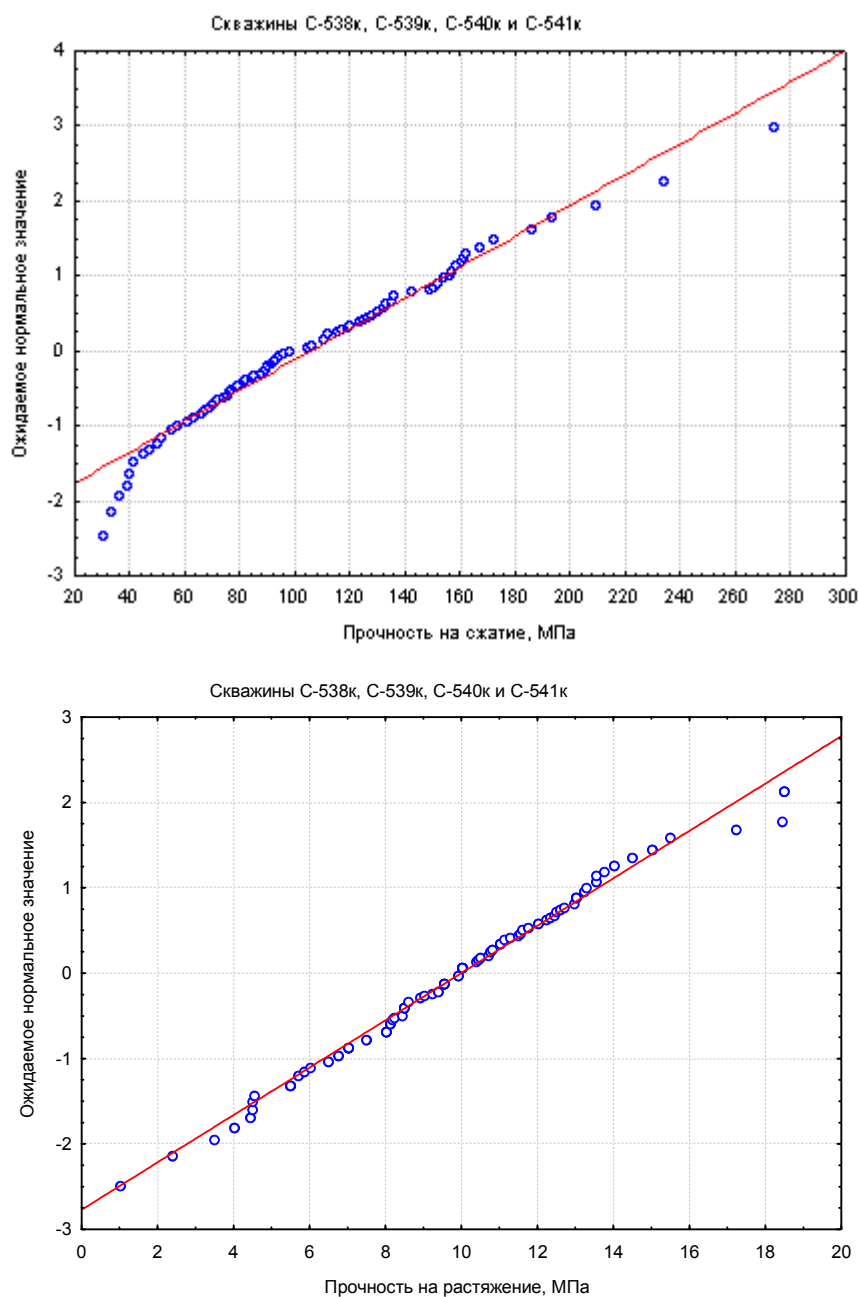 Скважины С-538к, С-539к, С-540к и С-541к
4
3
2
1
0
-1
-2
-3
Ожидаемое нормальное значение
20 40 60 80 100 120 140 160 180 200 220 240 260 280 300
Прочность на сжатие, МПа
Скважины С-538к, С-539к, С-540к и С-541к
3
2
1
0
-1
-2
-3
Ожидаемое нормальное значение
0 2 4 6 8 10 12 14 16 18 20
Прочность на растяжение, МПа